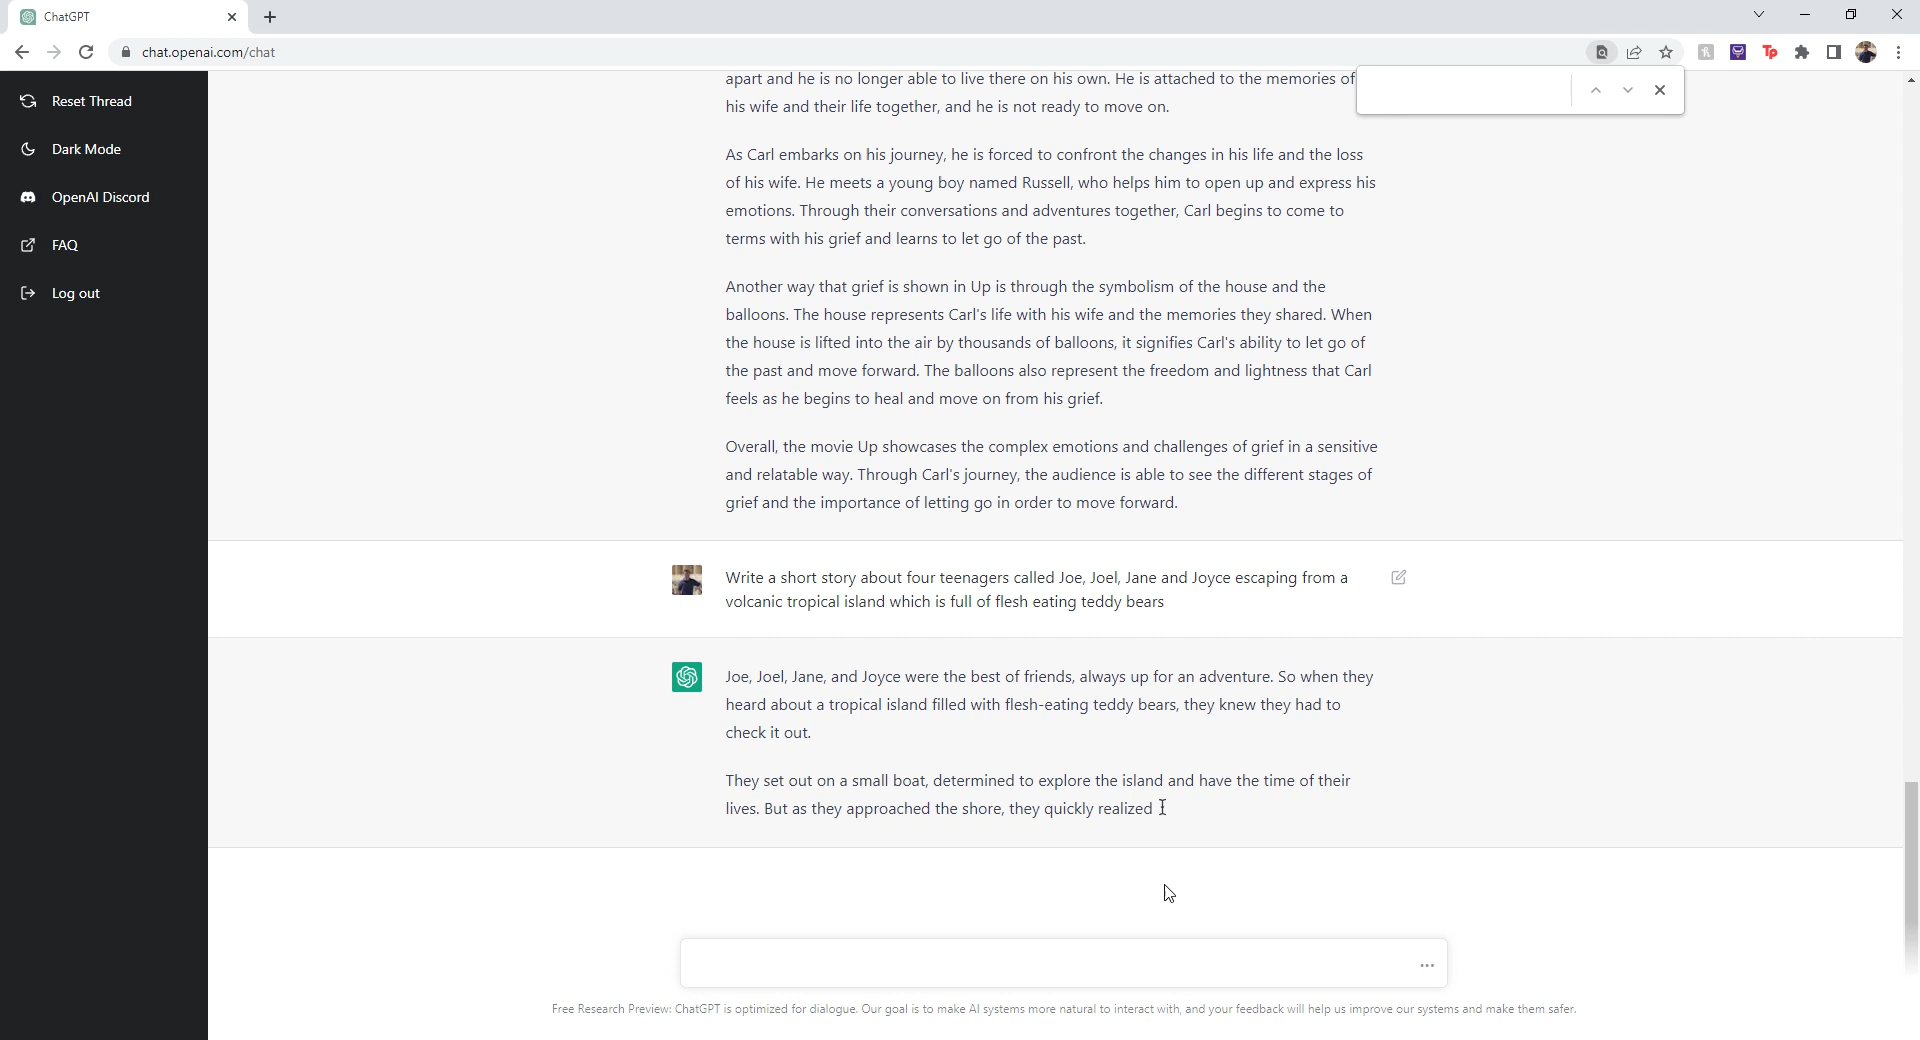 ChatGPT
chat.openai.com/chat
Reset Thread
Dark Mode
OpenAI Discord
FAQ
Log out
apart and he is no longer able to live there on his own. He is attached to the memories of
his wife and their life together, and he is not ready to move on.
As Carl embarks on his journey, he is forced to confront the changes in his life and the loss
of his wife. He meets a young boy named Russell, who helps him to open up and express his
emotions. Through their conversations and adventures together, Carl begins to come to
terms with his grief and learns to let go of the past.
Another way that grief is shown in Up is through the symbolism of the house and the
balloons. The house represents Carl's life with his wife and the memories they shared. When
the house is lifted into the air by thousands of balloons, it signifies Carl's ability to let go of
the past and move forward. The balloons also represent the freedom and lightness that Carl
feels as he begins to heal and move on from his grief.
Overall, the movie Up showcases the complex emotions and challenges of grief in a sensitive
and relatable way. Through Carl's journey, the audience is able to see the different stages of
grief and the importance of letting go in order to move forward.
Write a short story about four teenagers called Joe, Joel, Jane and Joyce escaping from a
volcanic tropical island which is full of flesh eating teddy bears
Joe, Joel, Jane, and Joyce were the best of friends, always up for an adventure. So when they
heard about a tropical island filled with flesh-eating teddy bears, they knew they had to
check it out.
They set out on a small boat, determined to explore the island and have the time of their
lives. But as they approached the shore, they quickly realized
Free Research Preview: ChatGPT is optimized for dialogue. Our goal is to make AI systems more natural to interact with, and your feedback will help us improve our systems and make them safer.